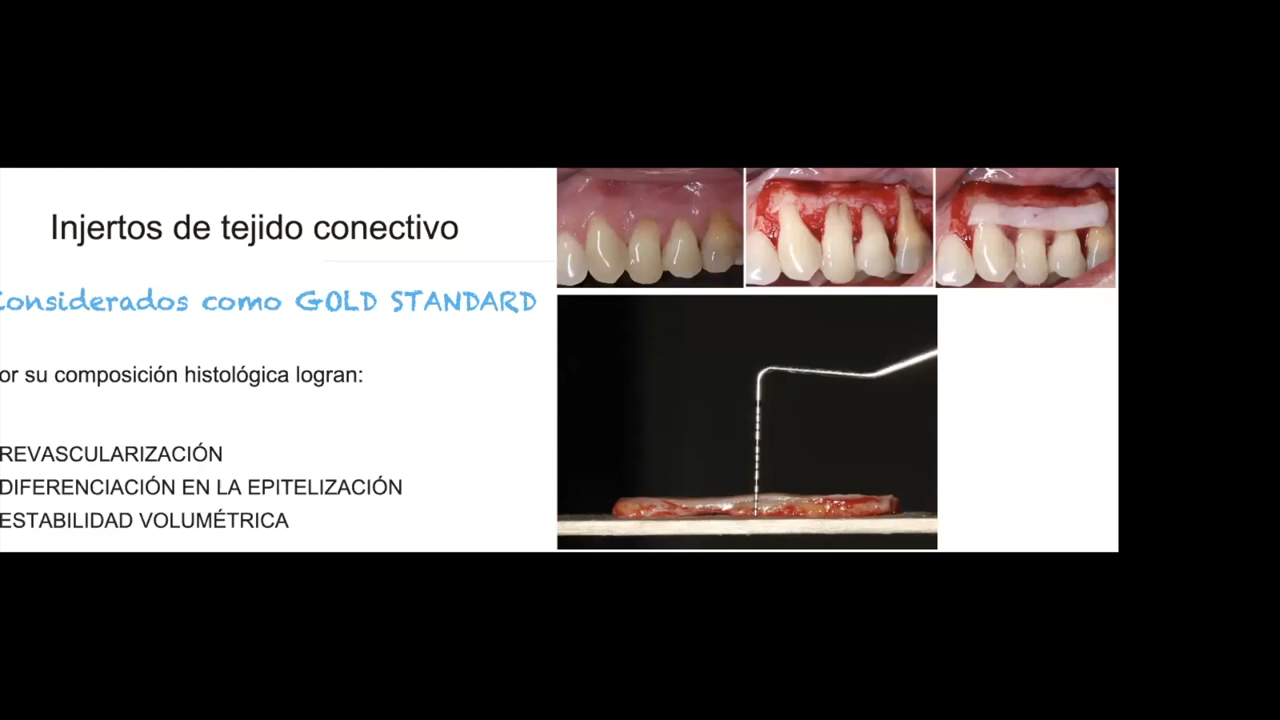 Injertos de tejido conectivo
Considerados como GOLD STANDARD
or su composición histológica logran:
REVASCULARIZACIÓN
DIFERENCIACIÓN EN LA EPITELIZACIÓN
ESTABILIDAD VOLUMÉTRICA